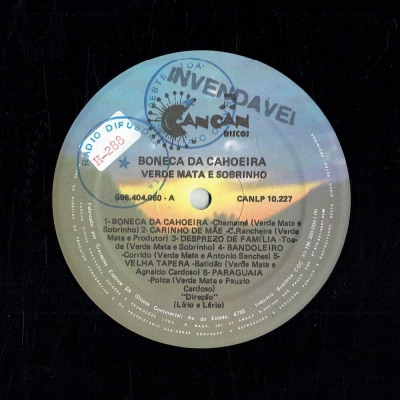 INVENDAVEL
CANCAN
DISCOS
RADIO DIFUSORA
H-288
BONECA DA CAHOEIRA
VERDE MATA E SOBRINHO
596.404.060 - A
CANLP 10.227
1-BONECA DA CAHOEIRA -Chamamé (Verde Mata
e Sobrinho) 2- CARINHO DE MÃE -C.Rancheira (Verde
Mata e Produtor) 3- DESPREZO DE FAMÍLIA -Toa-
da (Verde Mata e Sobrinho) 4- BANDOLEIRO
-Corrido (Verde Mata e Antonio Sanches) 5-
VELHA TAPERA -Batidão (Verde Mata e
Agnaldo Cardoso) 6- PARAGUAIA
-Polca (Verde Mata e Fauzio
Cardoso)
"Direção"
(Lírio e Lério)